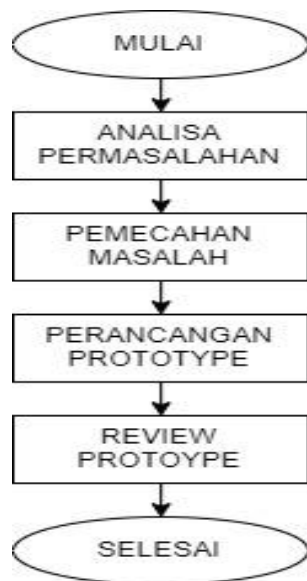 MULAI
ANALISA
PERMASALAHAN
PEMECAHAN
MASALAH
PERANCANGAN
PROTOTYPE
REVIEW
PROTOYPE
SELESAI